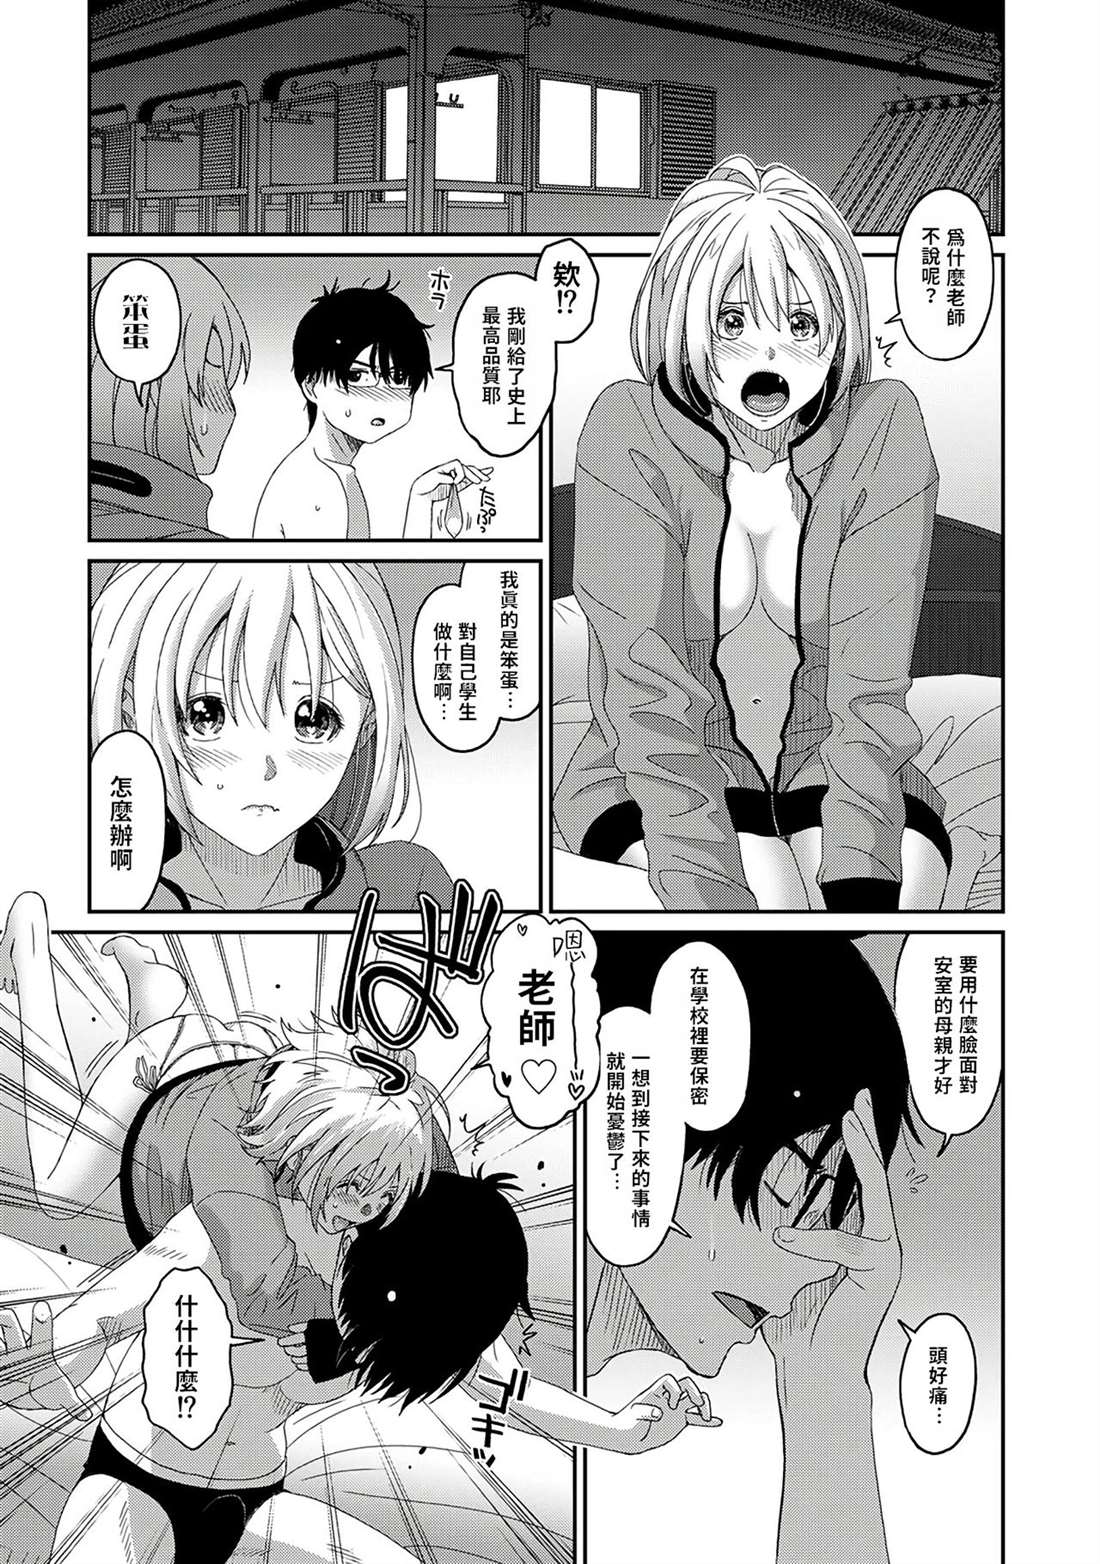 爲什麼老師
不說呢？
欸!?
我剛給了史上
最高品質耶
ホラ
たぷっ
笨蛋
我真的是笨蛋…
對自己學生
做什麼啊…
怎麼辦啊
要用什麼臉面對
安室的母親才好
在學校裡要保密
一想到接下來的事情
就開始憂鬱了…
頭好痛…
嗯
老師♡
ばっ
什什什麼!?
ゴキッ